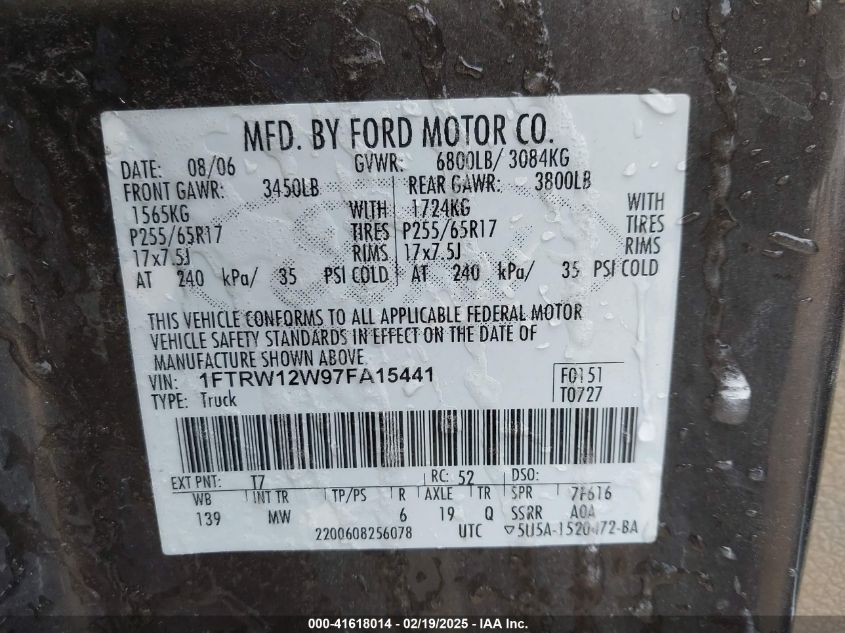 MFD. BY FORD MOTOR CO.
DATE: 08/06 GVWR: 6800LB/ 3084KG
FRONT GAWR: 3450LB REAR GAWR: 3800LB
1565KG WITH 1724KG WITH
P255/65R17 TIRES P255/65R17 TIRES
17x7.5J RIMS 17x7.5J RIMS
AT 240 kPa/ 35 PSI COLD AT 240 kPa/ 35 PSI COLD
THIS VEHICLE CONFORMS TO ALL APPLICABLE FEDERAL MOTOR
VEHICLE SAFETY STANDARDS IN EFFECT ON THE DATE OF
MANUFACTURE SHOWN ABOVE.
VIN: 1FTRW12W97FA15441 F0151
TYPE: Truck T0727
EXT PNT: T7 RC: 52 DSO:
WB INT TR TP/PS R AXLE TR SPR 7F616
139 MW 6 19 Q SSRR A0A
2200608256078 UTC ▽5U5A-1520472-BA
000-41618014 - 02/19/2025 - IAA Inc.